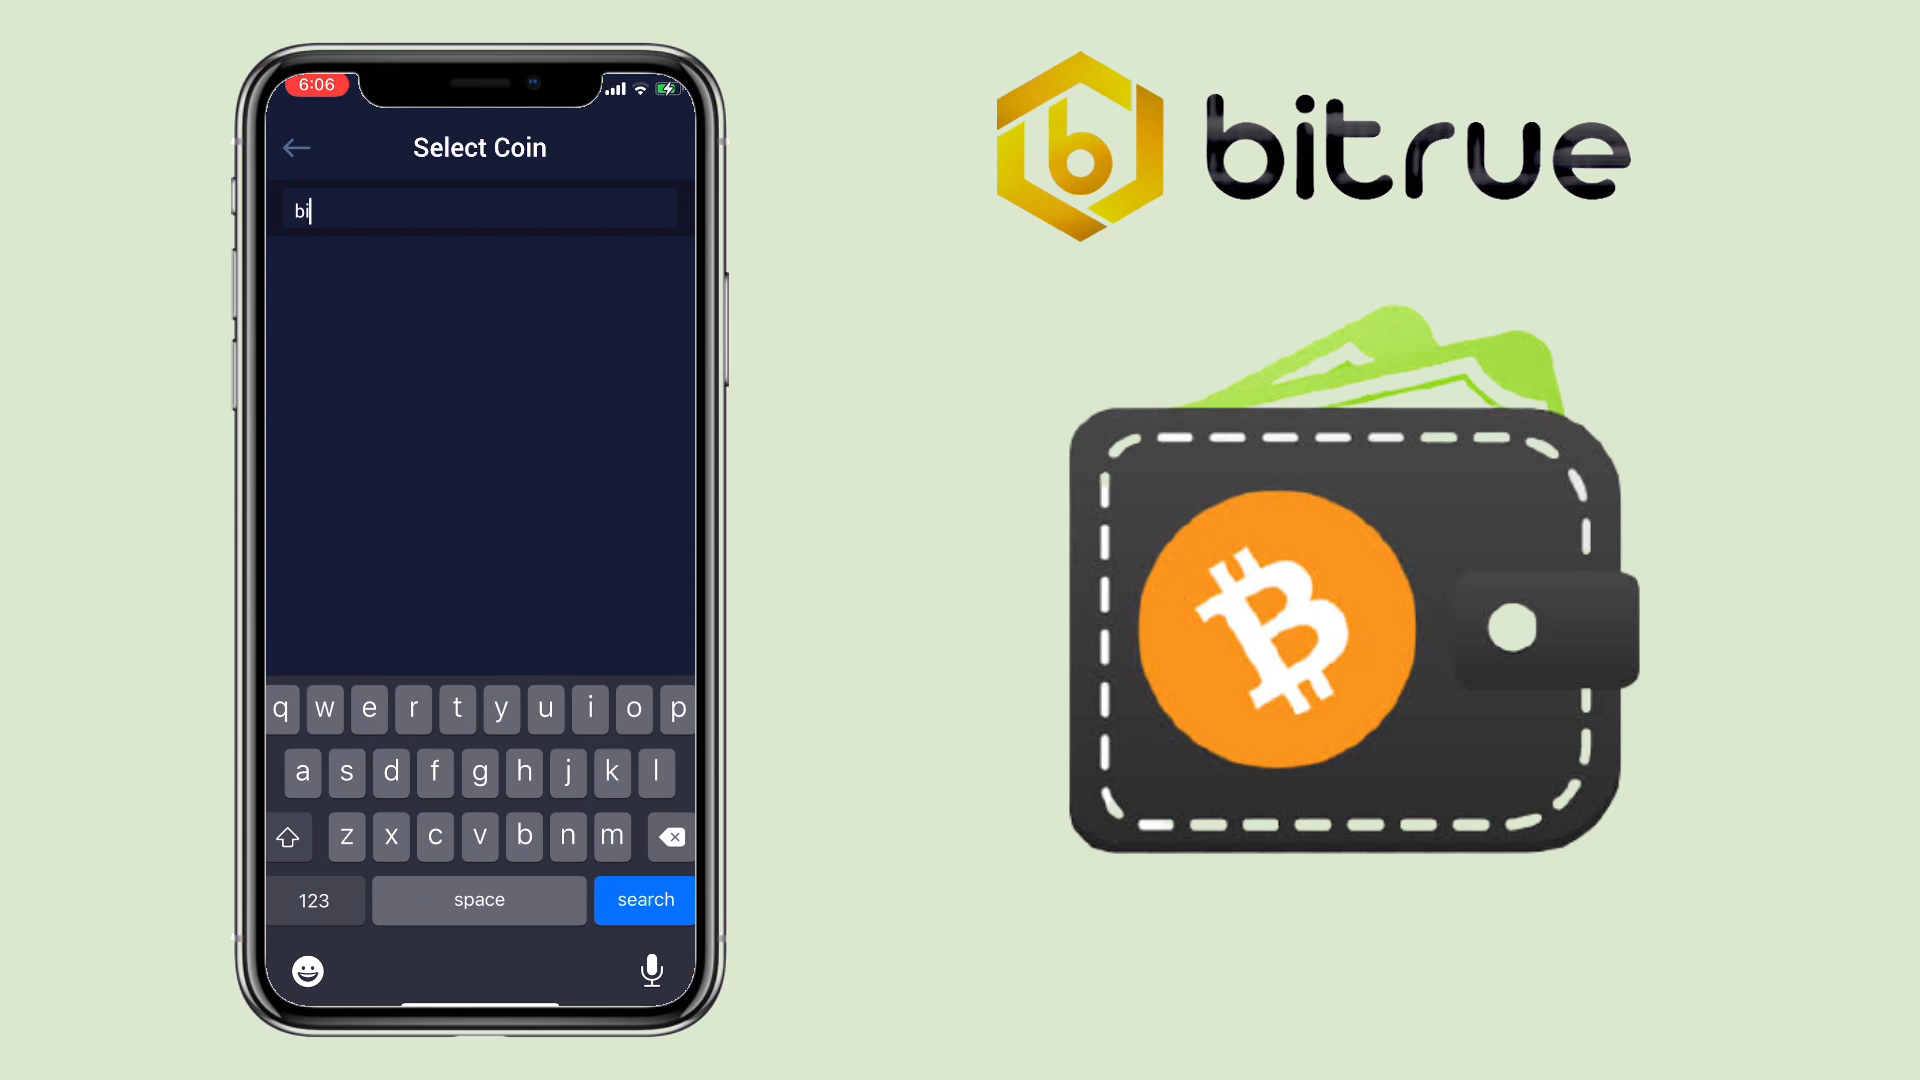 6:06
Select Coin
bi
q w e r t y u i o p
a s d f g h j k l
z x c v b n m
123 space search
b bitrue